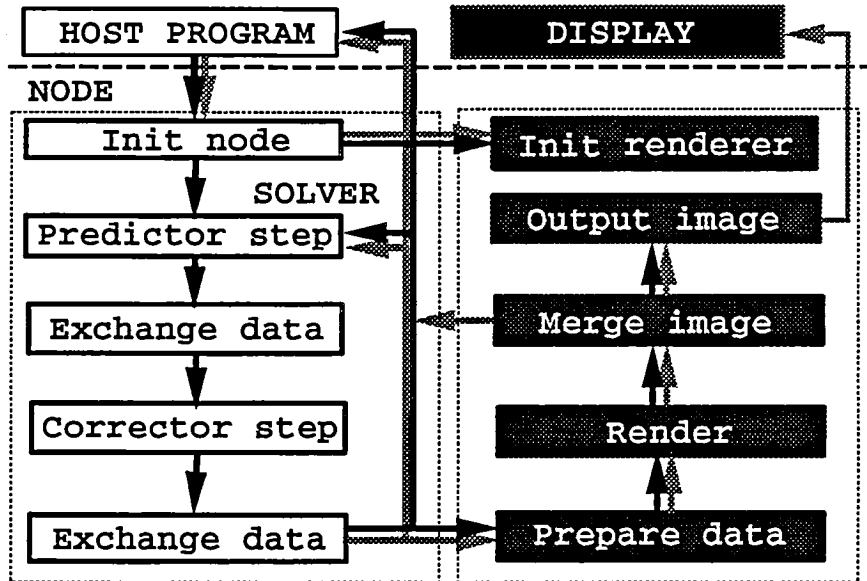 HOST PROGRAM
DISPLAY
NODE
Init node
Init renderer
SOLVER
Output image
Predictor step
Exchange data
Merge image
Corrector step
Render
Exchange data
Prepare data